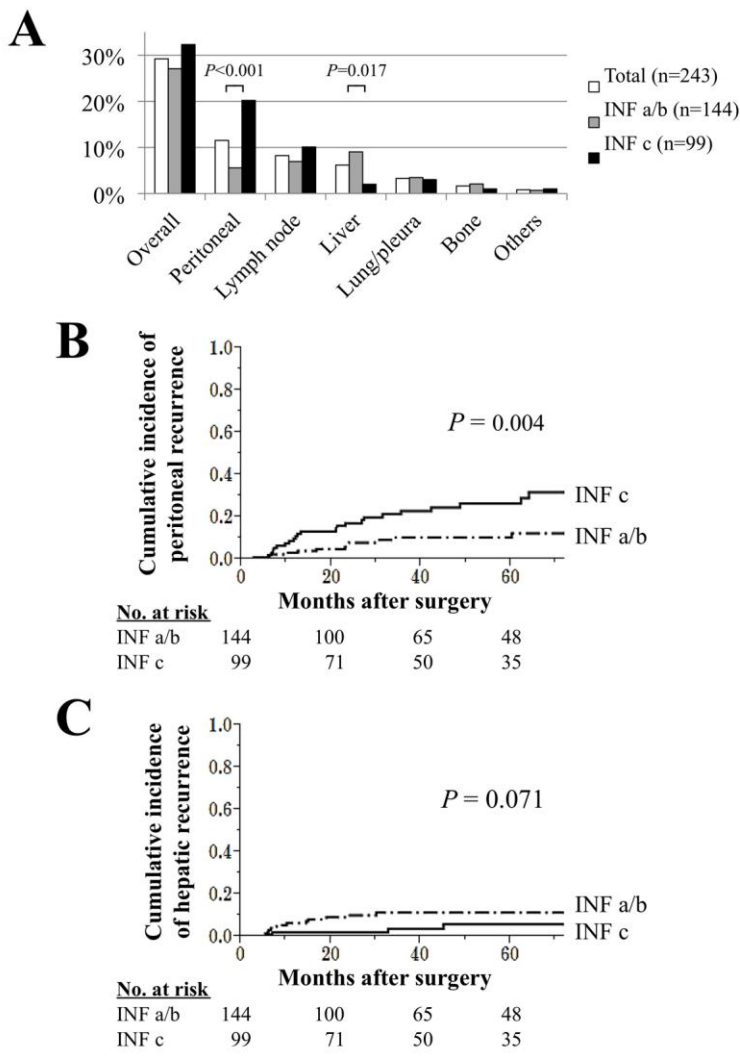 A
30%
20%
10%
0%
P<0.001
P=0.017
Total (n=243)
INF a/b (n=144)
INF c (n=99)
Overall
Peritoneal
Lymph node
Liver
Lung/pleura
Bone
Others
B
Cumulative incidence of
peritoneal recurrence
1.0
0.8
0.6
0.4
0.2
0.0
P = 0.004
INF c
INF a/b
0 20 40 60
Months after surgery
No. at risk
INF a/b 144 100 65 48
INF c 99 71 50 35
C
Cumulative incidence
of hepatic recurrence
1.0
0.8
0.6
0.4
0.2
0.0
P = 0.071
INF a/b
INF c
0 20 40 60
Months after surgery
No. at risk
INF a/b 144 100 65 48
INF c 99 71 50 35